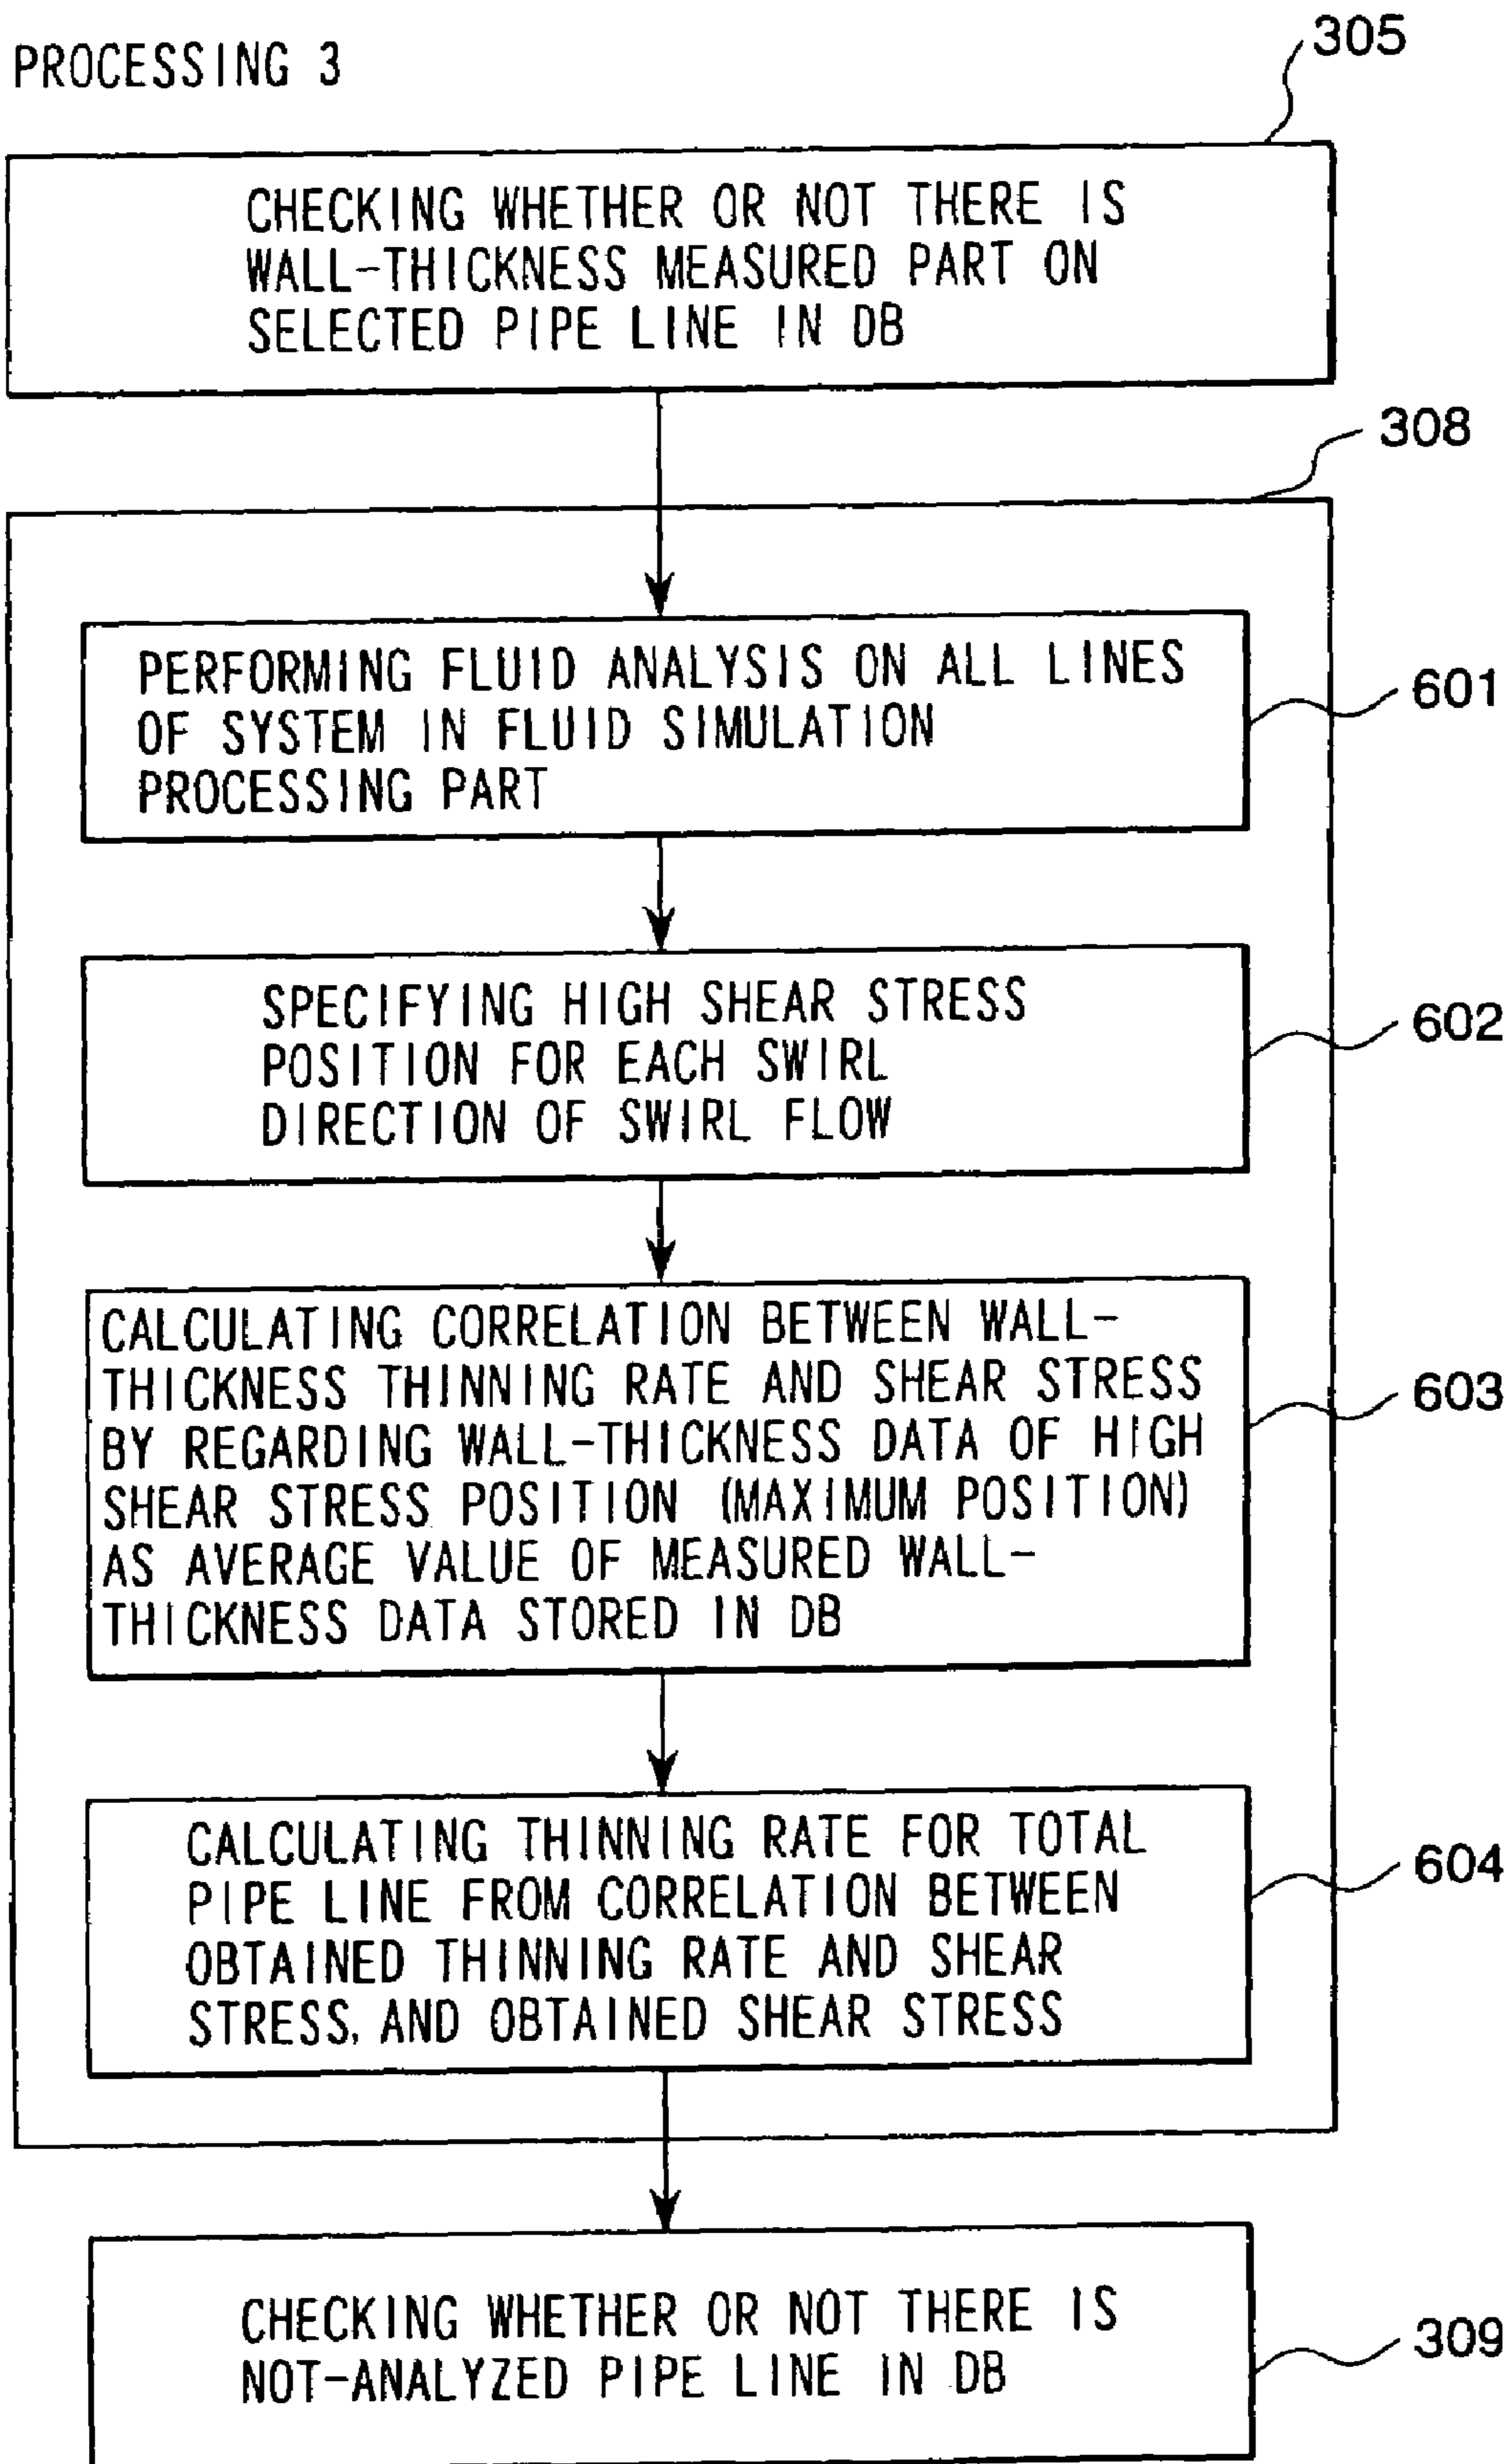 PROCESSING 3
305
CHECKING WHETHER OR NOT THERE IS
WALL-THICKNESS MEASURED PART ON
SELECTED PIPE LINE IN DB
308
PERFORMING FLUID ANALYSIS ON ALL LINES
OF SYSTEM IN FLUID SIMULATION
PROCESSING PART
601
SPECIFYING HIGH SHEAR STRESS
POSITION FOR EACH SWIRL
DIRECTION OF SWIRL FLOW
602
CALCULATING CORRELATION BETWEEN WALL-
THICKNESS THINNING RATE AND SHEAR STRESS
BY REGARDING WALL-THICKNESS DATA OF HIGH
SHEAR STRESS POSITION (MAXIMUM POSITION)
AS AVERAGE VALUE OF MEASURED WALL-
THICKNESS DATA STORED IN DB
603
CALCULATING THINNING RATE FOR TOTAL
PIPE LINE FROM CORRELATION BETWEEN
OBTAINED THINNING RATE AND SHEAR
STRESS, AND OBTAINED SHEAR STRESS
604
CHECKING WHETHER OR NOT THERE IS
NOT-ANALYZED PIPE LINE IN DB
309